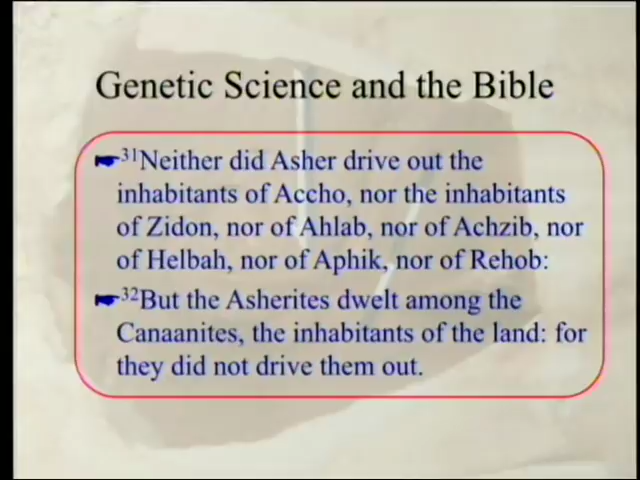 Genetic Science and the Bible
☛³¹Neither did Asher drive out the
inhabitants of Accho, nor the inhabitants
of Zidon, nor of Ahlab, nor of Achzib, nor
of Helbah, nor of Aphik, nor of Rehob:
☛³²But the Asherites dwelt among the
Canaanites, the inhabitants of the land: for
they did not drive them out.